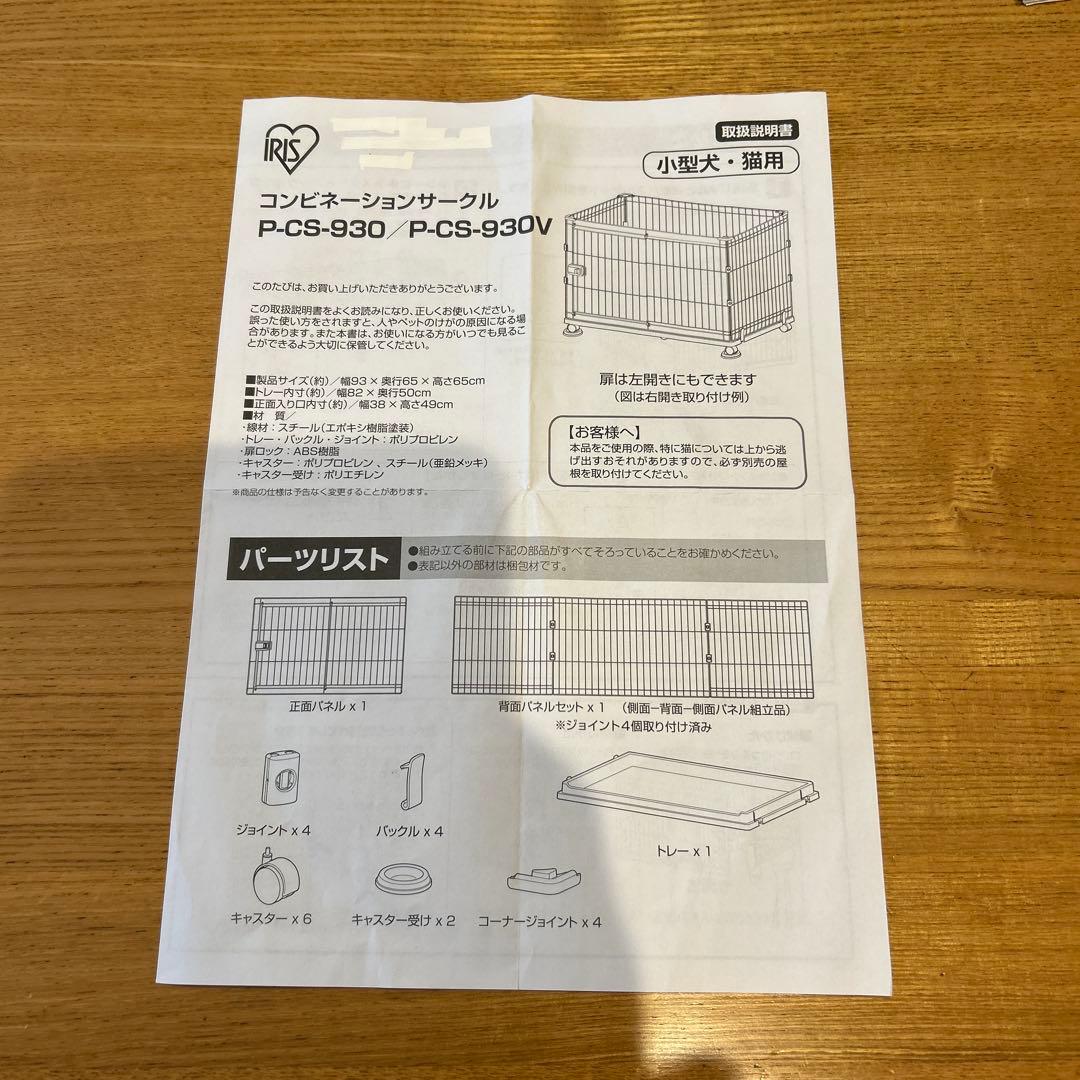 IRIS
取扱説明書
小型犬・猫用
コンビネーションサークル
P-CS-930／P-CS-930V
このたびは、お買い上げいただきありがとうございます。
この取扱説明書をよくお読みになり、正しくお使いください。
誤った使い方をされますと、人やペットのけがの原因になる場
合があります。また本書は、お使いになる方がいつでも見るこ
とができるよう大切に保管してください。
■製品サイズ(約)／幅93×奥行65×高さ65cm
■トレー内寸(約)／幅82×奥行50cm
■正面入り口内寸(約)／幅38×高さ49cm
■材　質／
・線材：スチール(エポキシ樹脂塗装)
・トレー・バックル・ジョイント：ポリプロピレン
・扉ロック：ABS樹脂
・キャスター：ポリプロピレン 、スチール(亜鉛メッキ)
・キャスター受け：ポリエチレン
※商品の仕様は予告なく変更することがあります。
扉は左開きにもできます
(図は右開き取り付け例)
【お客様へ】
本品をご使用の際、特に猫については上から逃
げ出すおそれがありますので、必ず別売の屋
根を取り付けてください。
パーツリスト
●組み立てる前に下記の部品がすべてそろっていることをお確かめください。
●表記以外の部材は梱包材です。
正面パネル x 1
背面パネルセット x 1　(側面−背面−側面パネル組立品)
※ジョイント4個取り付け済み
ジョイント x 4
バックル x 4
トレー x 1
キャスター x 6
キャスター受け x 2
コーナージョイント x 4